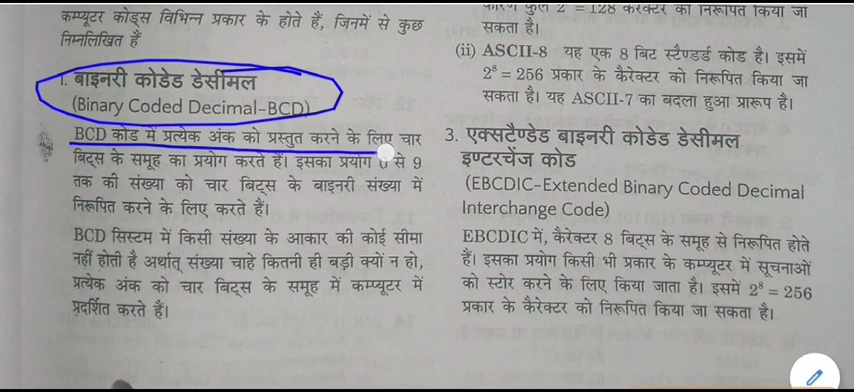 कम्प्यूटर कोड्स विभिन्न प्रकार के होते हैं, जिनमें से कुछ
निम्नलिखित हैं
1. बाइनरी कोडेड डेसीमल
(Binary Coded Decimal-BCD)
BCD कोड में प्रत्येक अंक को प्रस्तुत करने के लिए चार
बिट्स के समूह का प्रयोग करते हैं। इसका प्रयोग 0 से 9
तक की संख्या को चार बिट्स के बाइनरी संख्या में
निरूपित करने के लिए करते हैं।
BCD सिस्टम में किसी संख्या के आकार की कोई सीमा
नहीं होती है अर्थात् संख्या चाहे कितनी ही बड़ी क्यों न हो,
प्रत्येक अंक को चार बिट्स के समूह में कम्प्यूटर में
प्रदर्शित करते हैं।
कारण कुल 2 = 128 करेक्टर को निरूपित किया जा
सकता है।
(ii) ASCII-8 यह एक 8 बिट स्टैण्डर्ड कोड है। इसमें
2⁸ = 256 प्रकार के कैरेक्टर को निरूपित किया जा
सकता है। यह ASCII-7 का बदला हुआ प्रारूप है।
3. एक्सटैण्डेड बाइनरी कोडेड डेसीमल
इण्टरचेंज कोड
(EBCDIC-Extended Binary Coded Decimal
Interchange Code)
EBCDIC में, कैरेक्टर 8 बिट्स के समूह से निरूपित होते
हैं। इसका प्रयोग किसी भी प्रकार के कम्प्यूटर में सूचनाओं
को स्टोर करने के लिए किया जाता है। इसमें 2⁸ = 256
प्रकार के कैरेक्टर को निरूपित किया जा सकता है।